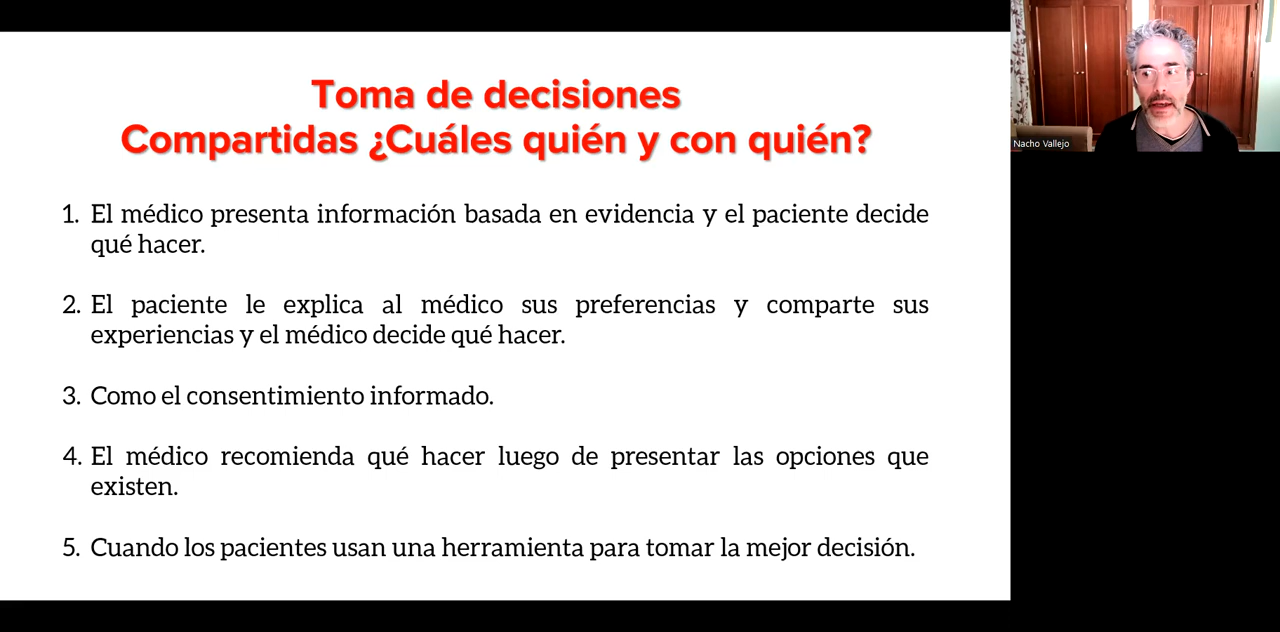 Toma de decisiones
Compartidas ¿Cuáles quién y con quién?
1. El médico presenta información basada en evidencia y el paciente decide
qué hacer.
2. El paciente le explica al médico sus preferencias y comparte sus
experiencias y el médico decide qué hacer.
3. Como el consentimiento informado.
4. El médico recomienda qué hacer luego de presentar las opciones que
existen.
5. Cuando los pacientes usan una herramienta para tomar la mejor decisión.
Nacho Vallejo